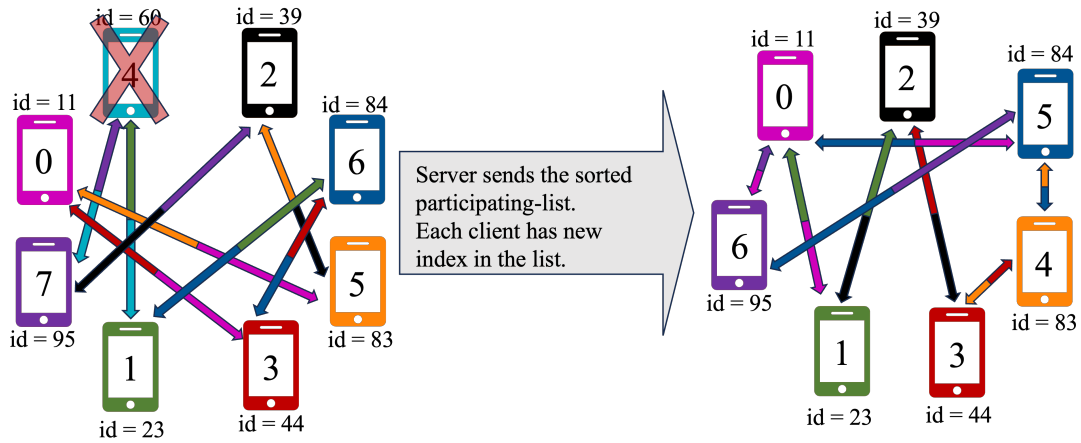 id = 60
4
id = 39
2
id = 11
0
id = 84
6
7
id = 95
5
id = 83
1
id = 23
3
id = 44
Server sends the sorted
participating-list.
Each client has new
index in the list.
id = 11
0
id = 39
2
id = 84
5
6
id = 95
4
id = 83
1
id = 23
3
id = 44